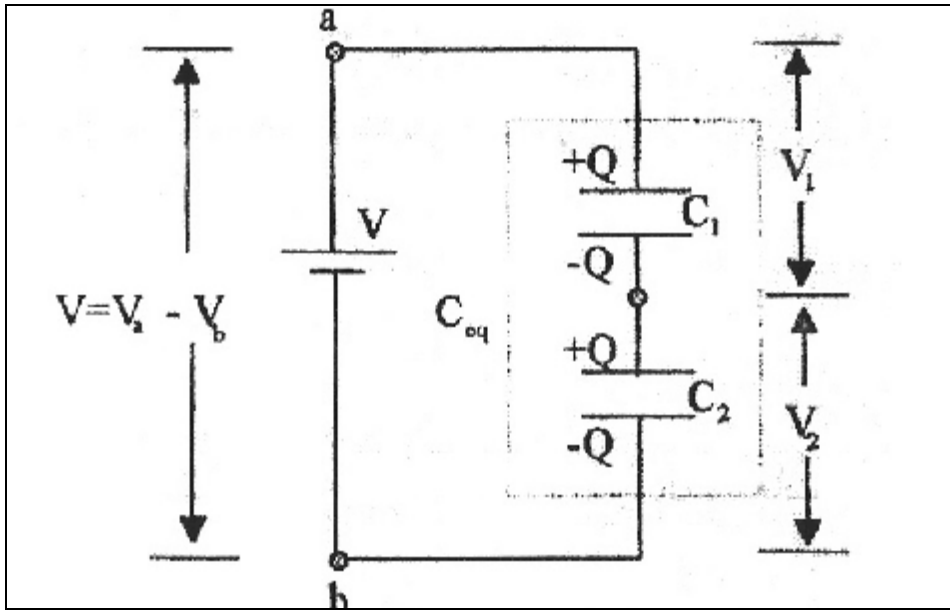 a
+Q
V₁
C₁
V
-Q
V=Vₐ - V_b
C_eq
+Q
C₂
V₂
-Q
b